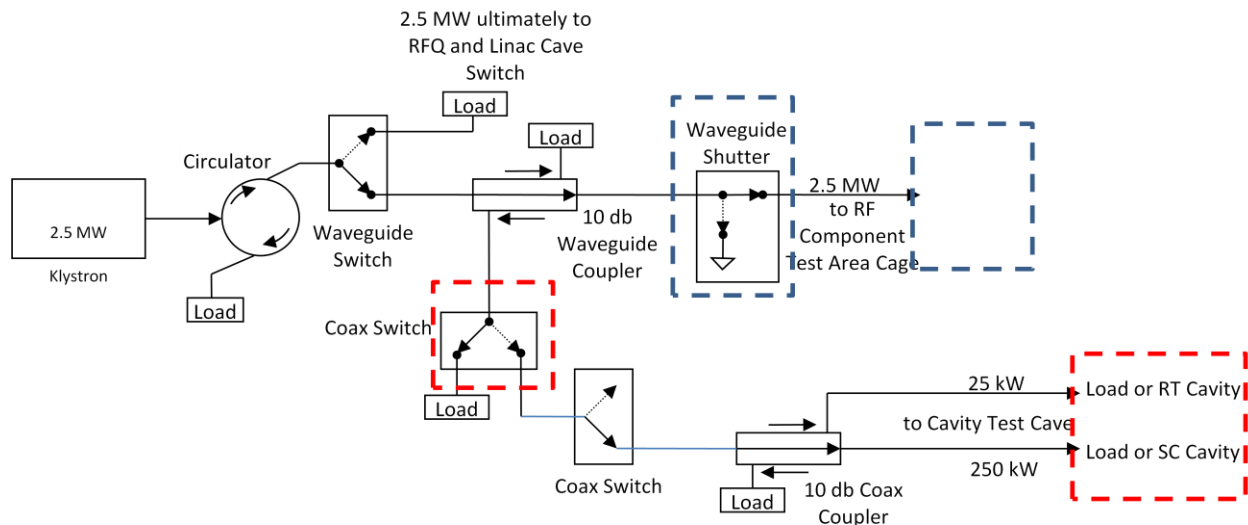 2.5 MW ultimately to
RFQ and Linac Cave
Switch
Load
Load
Circulator
Waveguide
Shutter
2.5 MW
Klystron
Load
Waveguide
Switch
10 db
Waveguide
Coupler
2.5 MW
to RF
Component
Test Area Cage
Coax Switch
Load
Coax Switch
25 kW
to Cavity Test Cave
250 kW
Load
10 db Coax
Coupler
Load or RT Cavity
Load or SC Cavity